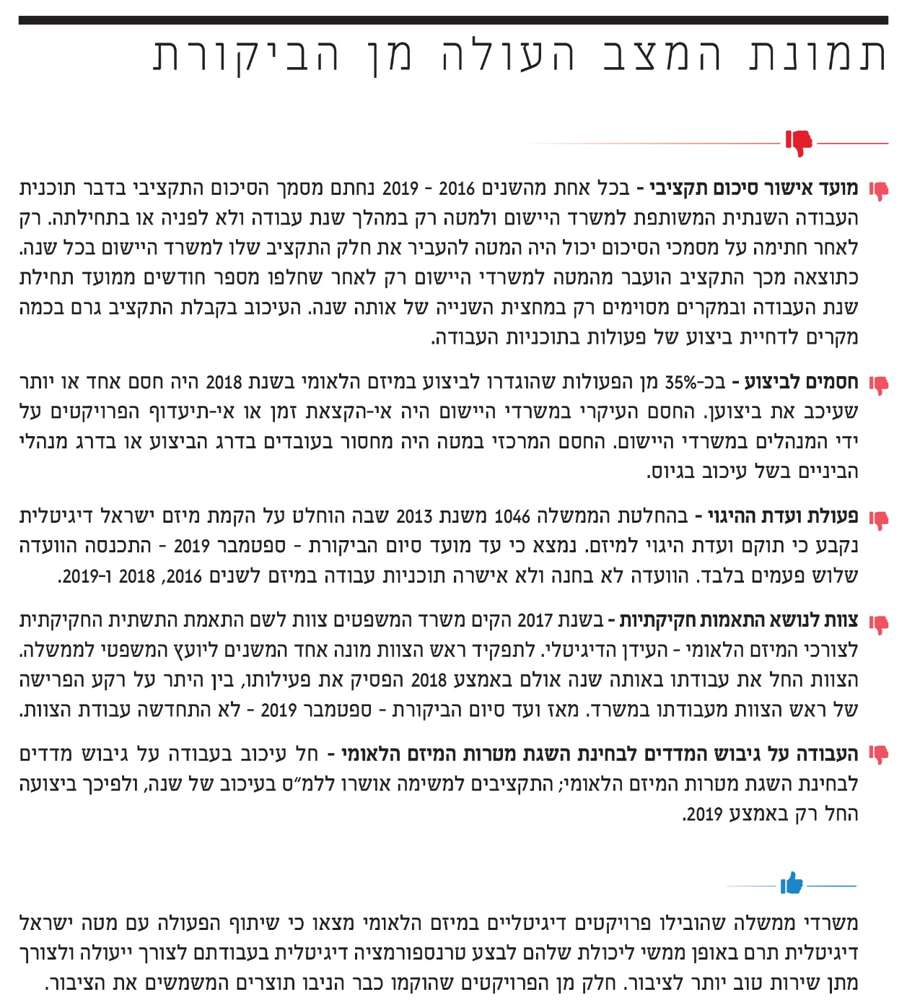 תמונת המצב העולה מן הביקורת
מועד אישור סיכום תקציבי - בכל אחת מהשנים 2016 - 2019 נחתם מסמך הסיכום התקציבי בדבר תוכנית
העבודה השנתית המשותפת למשרד היישום ולמטה רק במהלך שנת עבודה ולא לפניה או בתחילתה. רק
לאחר חתימה על מסמכי הסיכום יכול היה המטה להעביר את חלק התקציב שלו למשרד היישום בכל שנה.
כתוצאה מכך התקציב הועבר מהמטה למשרדי היישום רק לאחר שחלפו מספר חודשים ממועד תחילת
שנת העבודה ובמקרים מסוימים רק במחצית השנייה של אותה שנה. העיכוב בקבלת התקציב גרם בכמה
מקרים לדחיית ביצוע של פעולות בתוכניות העבודה.
חסמים לביצוע - בכ-35% מן הפעולות שהוגדרו לביצוע במיזם הלאומי בשנת 2018 היה חסם אחד או יותר
שעיכב את ביצוען. החסם העיקרי במשרדי היישום היה אי-הקצאת זמן או אי-תיעדוף הפרויקטים על
ידי המנהלים במשרדי היישום. החסם המרכזי במטה היה מחסור בעובדים בדרג הביצוע או בדרג מנהלי
הביניים בשל עיכוב בגיוס.
פעולת ועדת ההיגוי - בהחלטת הממשלה 1046 משנת 2013 שבה הוחלט על הקמת מיזם ישראל דיגיטלית
נקבע כי תוקם ועדת היגוי למיזם. נמצא כי עד מועד סיום הביקורת - ספטמבר 2019 - התכנסה הוועדה
שלוש פעמים בלבד. הוועדה לא בחנה ולא אישרה תוכניות עבודה במיזם לשנים 2016, 2018 ו-2019.
צוות לנושא התאמות חקיקתיות - בשנת 2017 הקים משרד המשפטים צוות לשם התאמת התשתית החקיקתית
לצורכי המיזם הלאומי - העידן הדיגיטלי. לתפקיד ראש הצוות מונה אחד המשנים ליועץ המשפטי לממשלה.
הצוות החל את עבודתו באותה שנה אולם באמצע 2018 הפסיק את פעילותו, בין היתר על רקע הפרישה
של ראש הצוות מעבודתו במשרד. מאז ועד סיום הביקורת - ספטמבר 2019 - לא התחדשה עבודת הצוות.
העבודה על גיבוש המדדים לבחינת השגת מטרות המיזם הלאומי - חל עיכוב בעבודה על גיבוש מדדים
לבחינת השגת מטרות המיזם הלאומי; התקציבים למשימה אושרו ללמ"ס בעיכוב של שנה, ולפיכך ביצועה
החל רק באמצע 2019.
משרדי ממשלה שהובילו פרויקטים דיגיטליים במיזם הלאומי מצאו כי שיתוף הפעולה עם מטה ישראל
דיגיטלית תרם באופן ממשי ליכולת שלהם לבצע טרנספורמציה דיגיטלית בעבודתם לצורך ייעולה ולצורך
מתן שירות טוב יותר לציבור. חלק מן הפרויקטים שהוקמו כבר הניבו תוצרים המשמשים את הציבור.